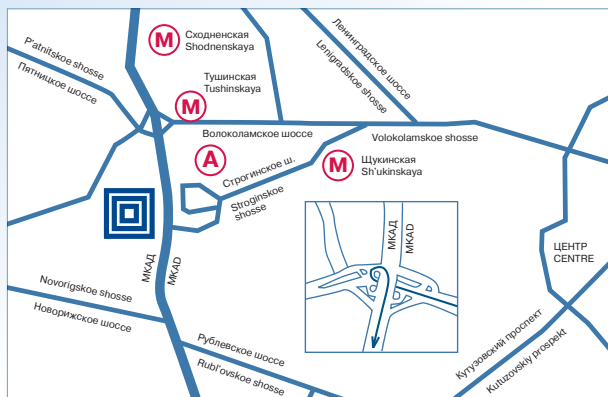 М
Сходненская
Shodnenskaya
P'atnitskoe shosse
Пятницкое шоссе
М
Тушинская
Tushinskaya
Ленинградское шоссе
Lenigradskoe shosse
Волоколамское шоссе
Volokolamskoe shosse
А
М
Щукинская
Sh'ukinskaya
Строгинское ш.
Stroginskoe
shosse
МКАД
MKAD
МКАД
MKAD
ЦЕНТР
CENTRE
Novorigskoe shosse
Новорижское шоссе
Рублевское шоссе
Rubl'ovskoe shosse
Кутузовский проспект
Kutuzovskiy prospekt